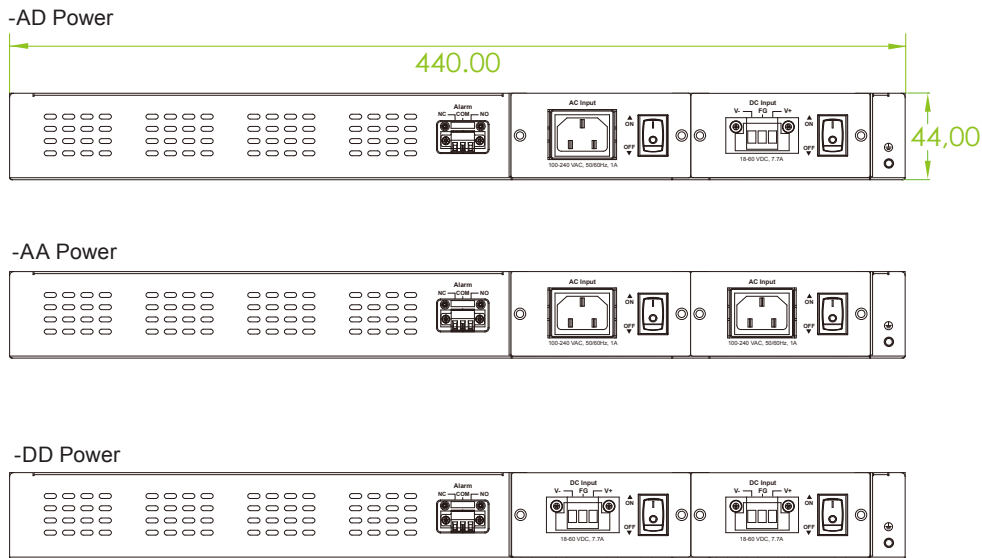 -AD Power
440.00
Alarm
NC COM NO
AC Input
ON
OFF
100-240 VAC, 50/60Hz, 1A
DC Input
V- FG V+
ON
OFF
18-60 VDC, 7.7A
44,00
-AA Power
Alarm
NC COM NO
AC Input
ON
OFF
100-240 VAC, 50/60Hz, 1A
AC Input
ON
OFF
100-240 VAC, 50/60Hz, 1A
-DD Power
Alarm
NC COM NO
DC Input
V- FG V+
ON
OFF
18-60 VDC, 7.7A
DC Input
V- FG V+
ON
OFF
18-60 VDC, 7.7A